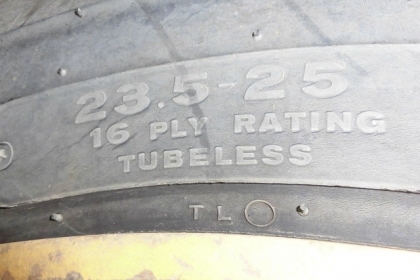 23.5-25
16 PLY RATING
TUBELESS
TL